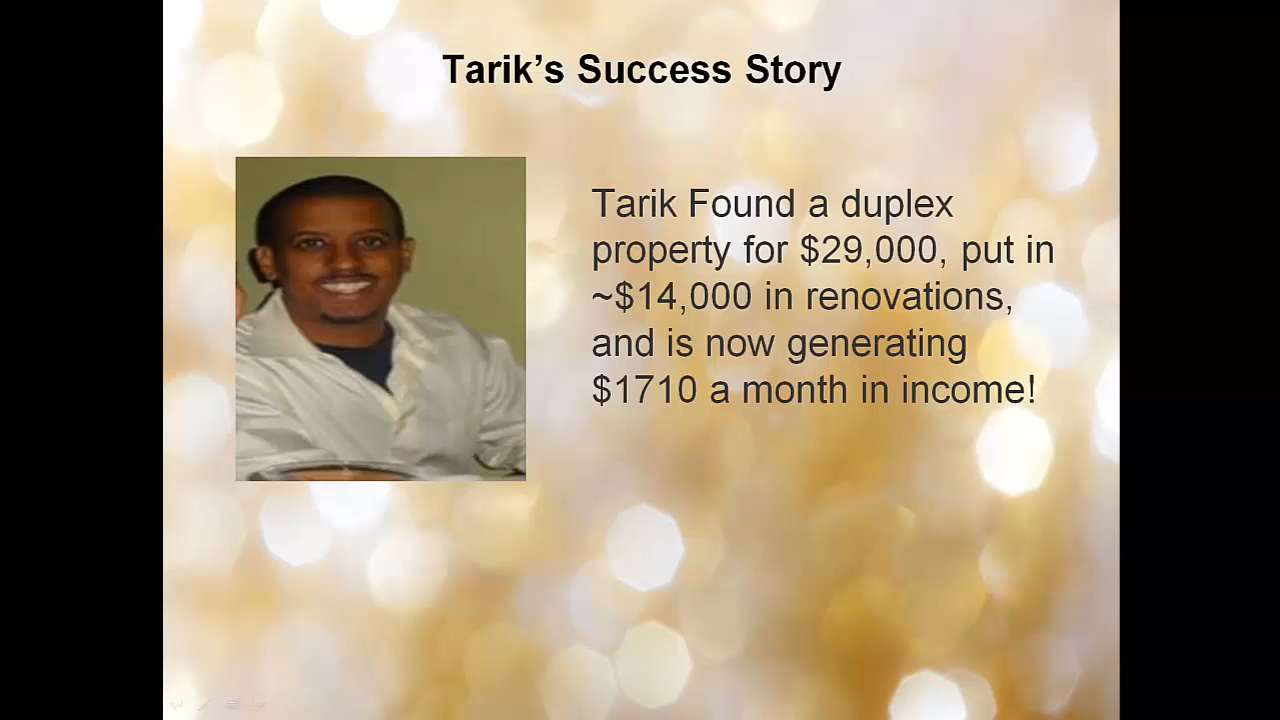 Tarik’s Success Story
Tarik Found a duplex
property for $29,000, put in
~$14,000 in renovations,
and is now generating
$1710 a month in income!